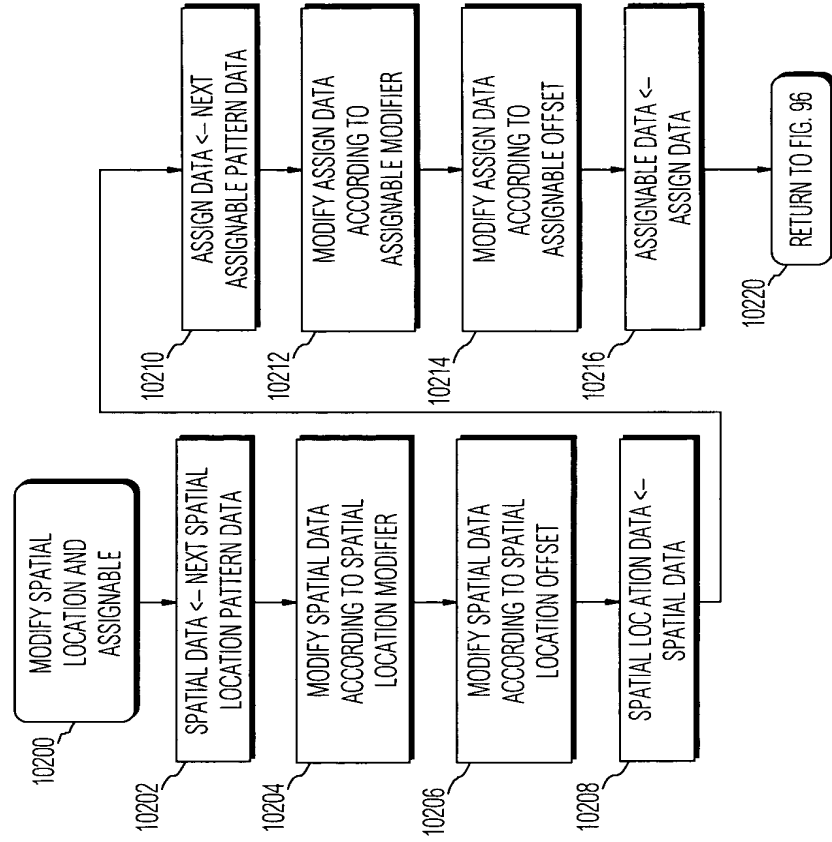 10200
MODIFY SPATIAL
LOCATION AND
ASSIGNABLE
10202
SPATIAL DATA <– NEXT SPATIAL
LOCATION PATTERN DATA
10204
MODIFY SPATIAL DATA
ACCORDING TO SPATIAL
LOCATION MODIFIER
10206
MODIFY SPATIAL DATA
ACCORDING TO SPATIAL
LOCATION OFFSET
10208
SPATIAL LOCATION DATA <–
SPATIAL DATA
10210
ASSIGN DATA <– NEXT
ASSIGNABLE PATTERN DATA
10212
MODIFY ASSIGN DATA
ACCORDING TO
ASSIGNABLE MODIFIER
10214
MODIFY ASSIGN DATA
ACCORDING TO
ASSIGNABLE OFFSET
10216
ASSIGNABLE DATA <–
ASSIGN DATA
10220
RETURN TO FIG. 96